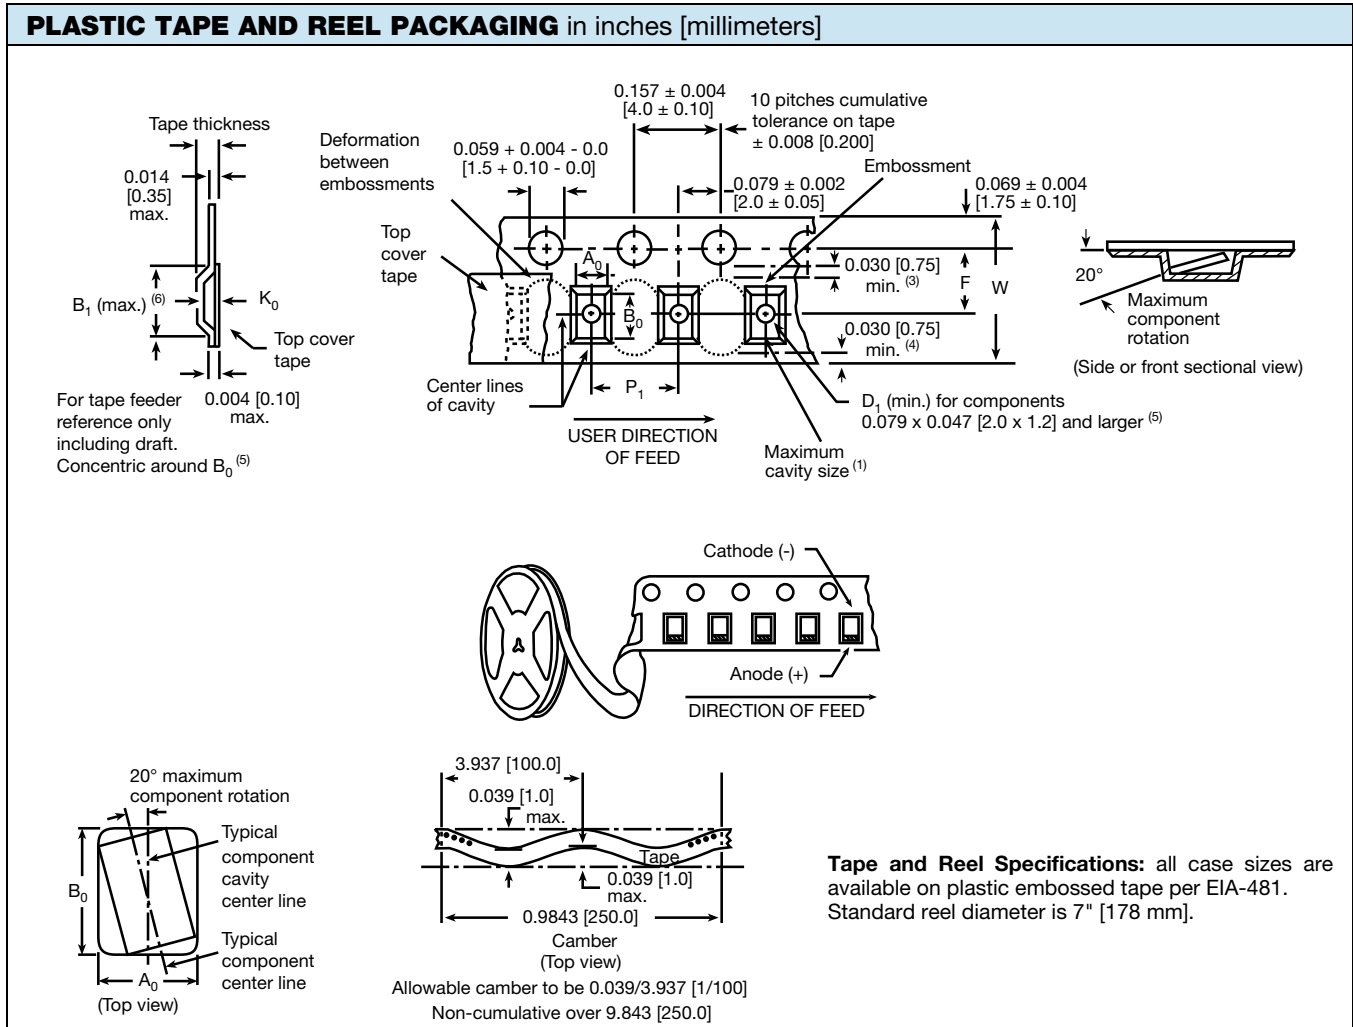 PLASTIC TAPE AND REEL PACKAGING in inches [millimeters]
Tape thickness
0.014
[0.35]
max.
B1 (max.) (6)
K0
Top cover
tape
0.004 [0.10]
max.
For tape feeder
reference only
including draft.
Concentric around B0 (5)
Deformation
between
embossments
Top
cover
tape
0.059 + 0.004 - 0.0
[1.5 + 0.10 - 0.0]
0.157 ± 0.004
[4.0 ± 0.10]
10 pitches cumulative
tolerance on tape
± 0.008 [0.200]
Embossment
0.079 ± 0.002
[2.0 ± 0.05]
0.069 ± 0.004
[1.75 ± 0.10]
A0
B0
0.030 [0.75]
min. (3)
F
W
0.030 [0.75]
min. (4)
Center lines
of cavity
P1
USER DIRECTION
OF FEED
D1 (min.) for components
0.079 x 0.047 [2.0 x 1.2] and larger (5)
Maximum
cavity size (1)
20°
Maximum
component
rotation
(Side or front sectional view)
Cathode (-)
Anode (+)
DIRECTION OF FEED
20° maximum
component rotation
Typical
component
cavity
center line
B0
Typical
component
center line
A0
(Top view)
3.937 [100.0]
0.039 [1.0]
max.
Tape
0.039 [1.0]
max.
0.9843 [250.0]
Camber
(Top view)
Allowable camber to be 0.039/3.937 [1/100]
Non-cumulative over 9.843 [250.0]
Tape and Reel Specifications: all case sizes are
available on plastic embossed tape per EIA-481.
Standard reel diameter is 7" [178 mm].